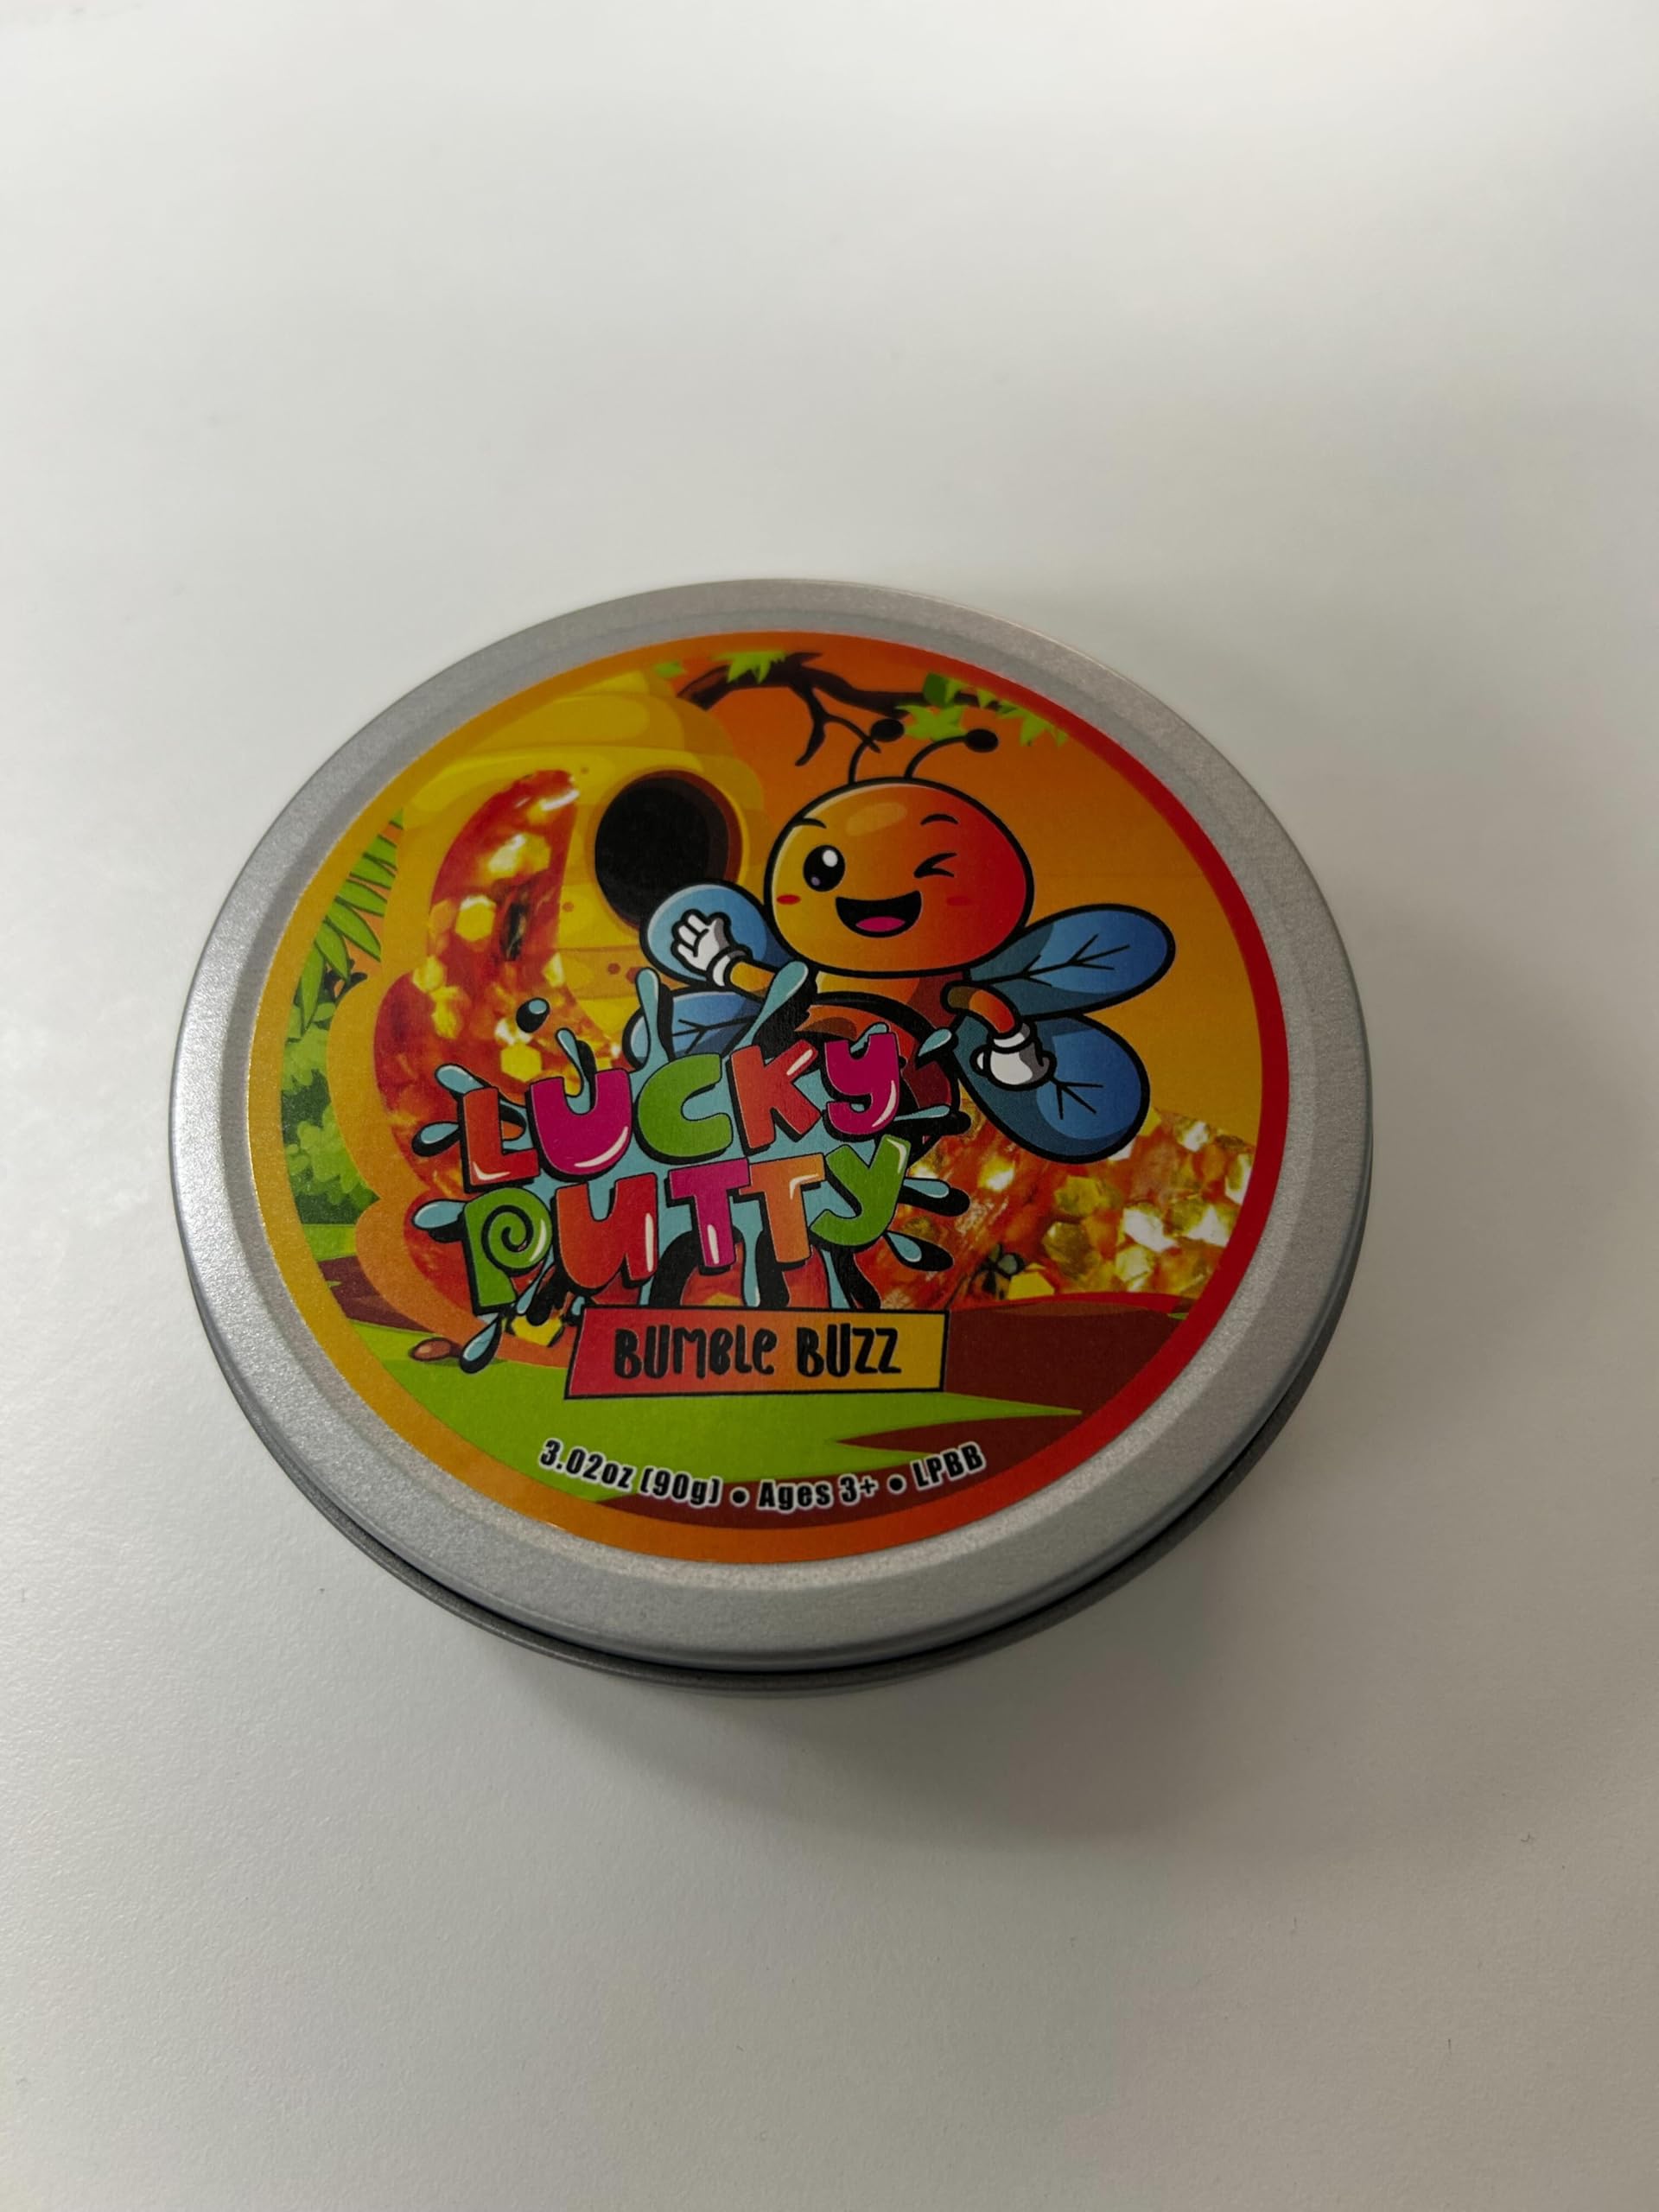 LUCKY
PUTTY
BUMBLE BUZZ
3.02oz (90g) • Ages 3+ • LPBB